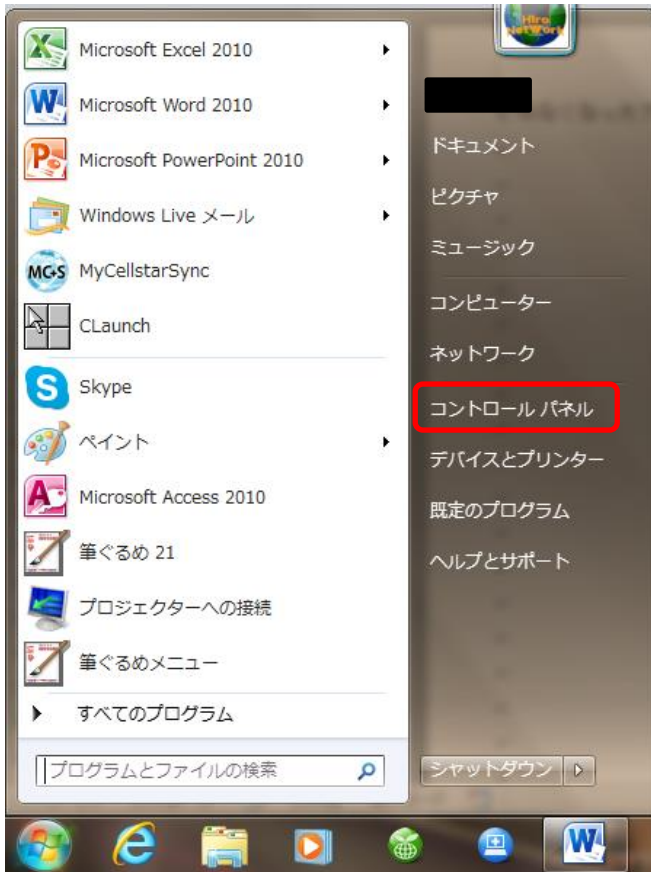 Microsoft Excel 2010
Microsoft Word 2010
Microsoft PowerPoint 2010
Windows Live メール
MC+S MyCellstarSync
CLaunch
Skype
ペイント
Microsoft Access 2010
筆ぐるめ 21
プロジェクターへの接続
筆ぐるめメニュー
すべてのプログラム
プログラムとファイルの検索
Hiro
NetWork
ドキュメント
ピクチャ
ミュージック
コンピューター
ネットワーク
コントロール パネル
デバイスとプリンター
既定のプログラム
ヘルプとサポート
シャットダウン